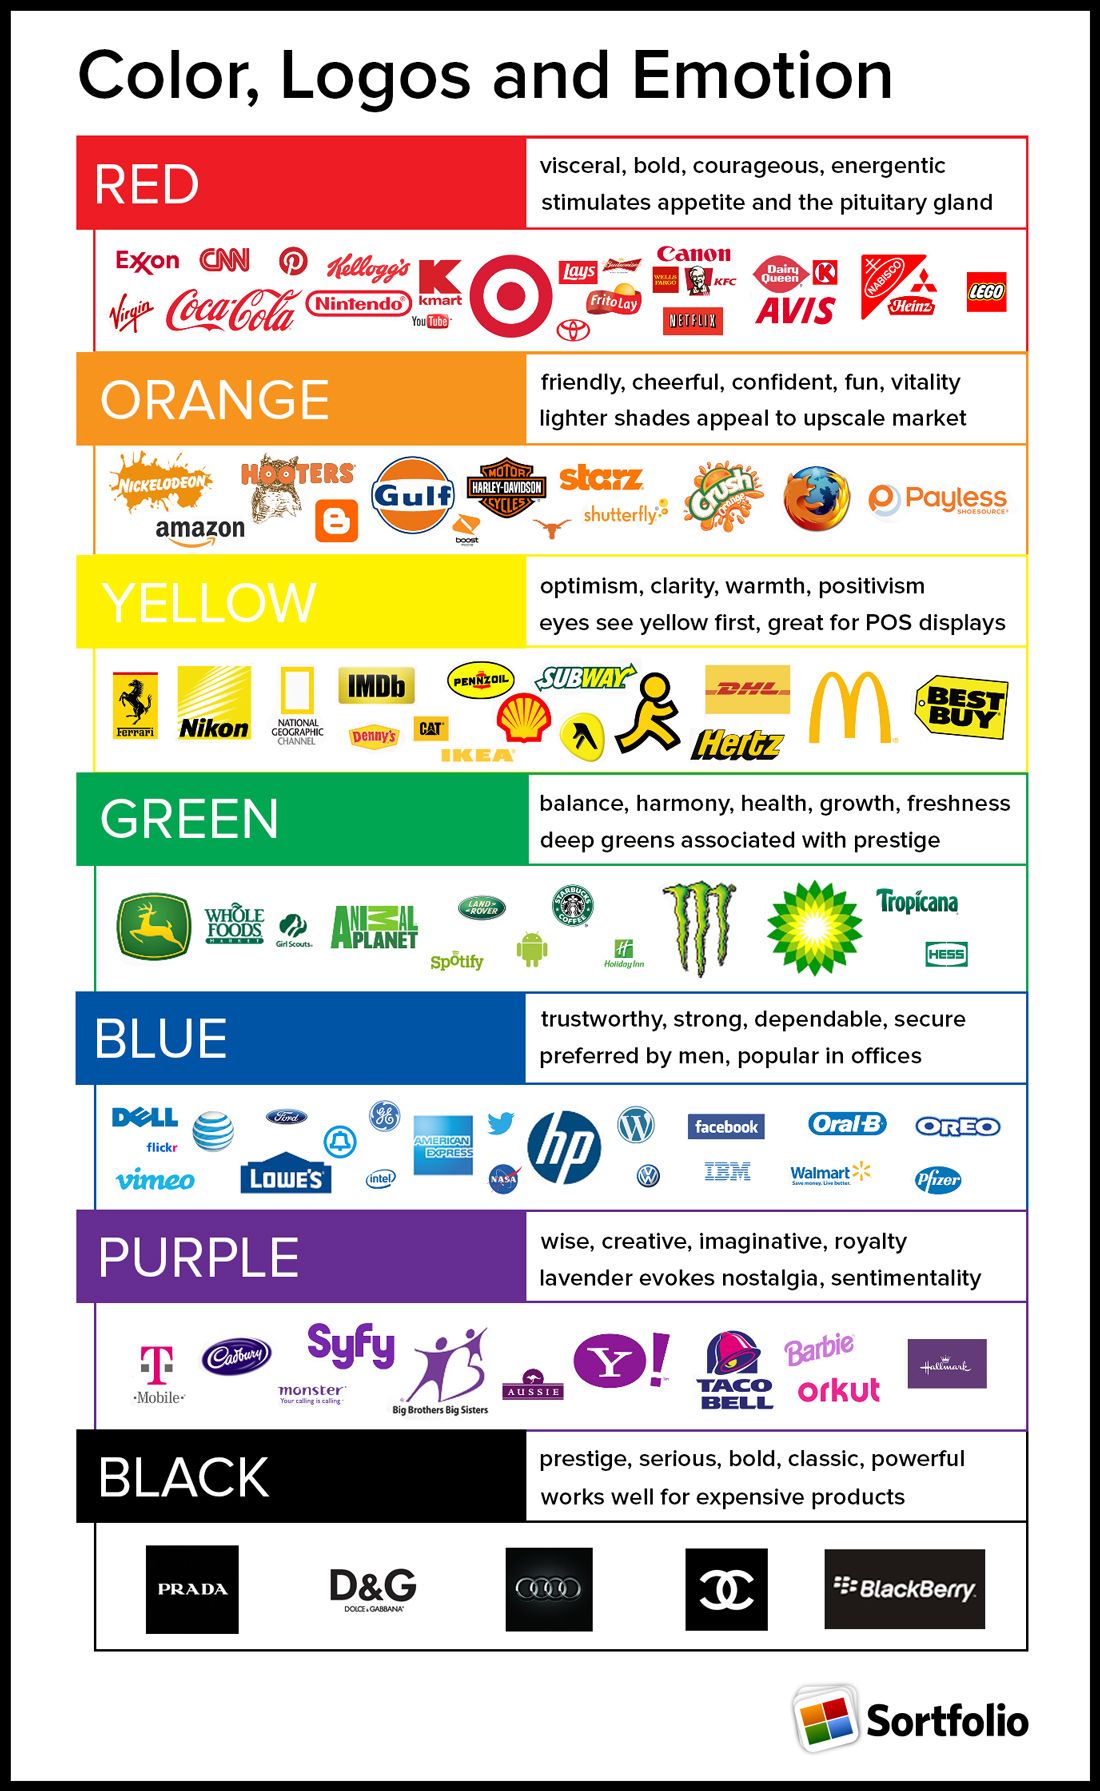 Color, Logos and Emotion
RED
visceral, bold, courageous, energentic
stimulates appetite and the pituitary gland
Exxon
CNN
Kellogg's
K
kmart
Lays
Budweiser
Canon
WELLS
FARGO
KFC
Dairy
Queen
K
NABISCO
Heinz
LEGO
Virgin
Coca-Cola
Nintendo
YouTube
Frito Lay
NETFLIX
AVIS
ORANGE
friendly, cheerful, confident, fun, vitality
lighter shades appeal to upscale market
NICKELODEON
HOOTERS
Gulf
MOTOR
HARLEY-DAVIDSON
CYCLES
starz
Crush
Orange
Payless
SHOESOURCE
amazon
B
boost
shutterfly
YELLOW
optimism, clarity, warmth, positivism
eyes see yellow first, great for POS displays
Ferrari
Nikon
NATIONAL
GEOGRAPHIC
CHANNEL
IMDb
Denny's
CAT
IKEA
PENNZOIL
SUBWAY
DHL
Hertz
M
BEST
BUY
GREEN
balance, harmony, health, growth, freshness
deep greens associated with prestige
WHOLE
FOODS
MARKET
Girl Scouts
ANIMAL
PLANET
LAND-
ROVER
Spotify
STARBUCKS
COFFEE
H
Holiday Inn
Tropicana
HESS
BLUE
trustworthy, strong, dependable, secure
preferred by men, popular in offices
DELL
flickr
vimeo
Ford
LOWE'S
GE
intel
AMERICAN
EXPRESS
NASA
hp
W
VW
facebook
IBM
Oral-B
Walmart
Save money. Live better.
OREO
Pfizer
PURPLE
wise, creative, imaginative, royalty
lavender evokes nostalgia, sentimentality
T
·Mobile·
Cadbury
Syfy
monster
Your calling is calling
Big Brothers Big Sisters
AUSSIE
Y!
TACO
BELL
Barbie
orkut
Hallmark
BLACK
prestige, serious, bold, classic, powerful
works well for expensive products
PRADA
D&G
DOLCE & GABBANA
BlackBerry
Sortfolio